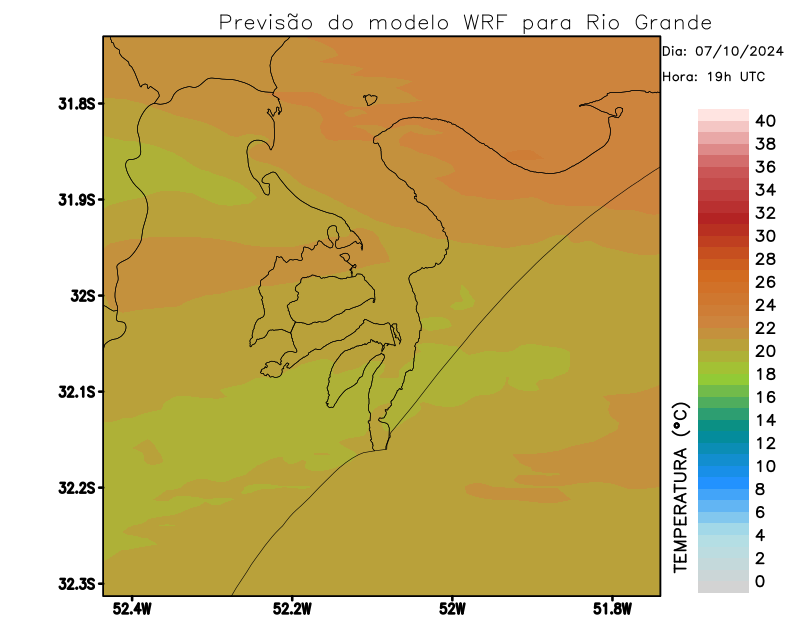 Previsão do modelo WRF para Rio Grande
Dia: 07/10/2024
Hora: 19h UTC
31.8S
31.9S
32S
32.1S
32.2S
32.3S
52.4W
52.2W
52W
51.8W
40
38
36
34
32
30
28
26
24
22
20
18
16
14
12
10
8
6
4
2
0
TEMPERATURA (°C)